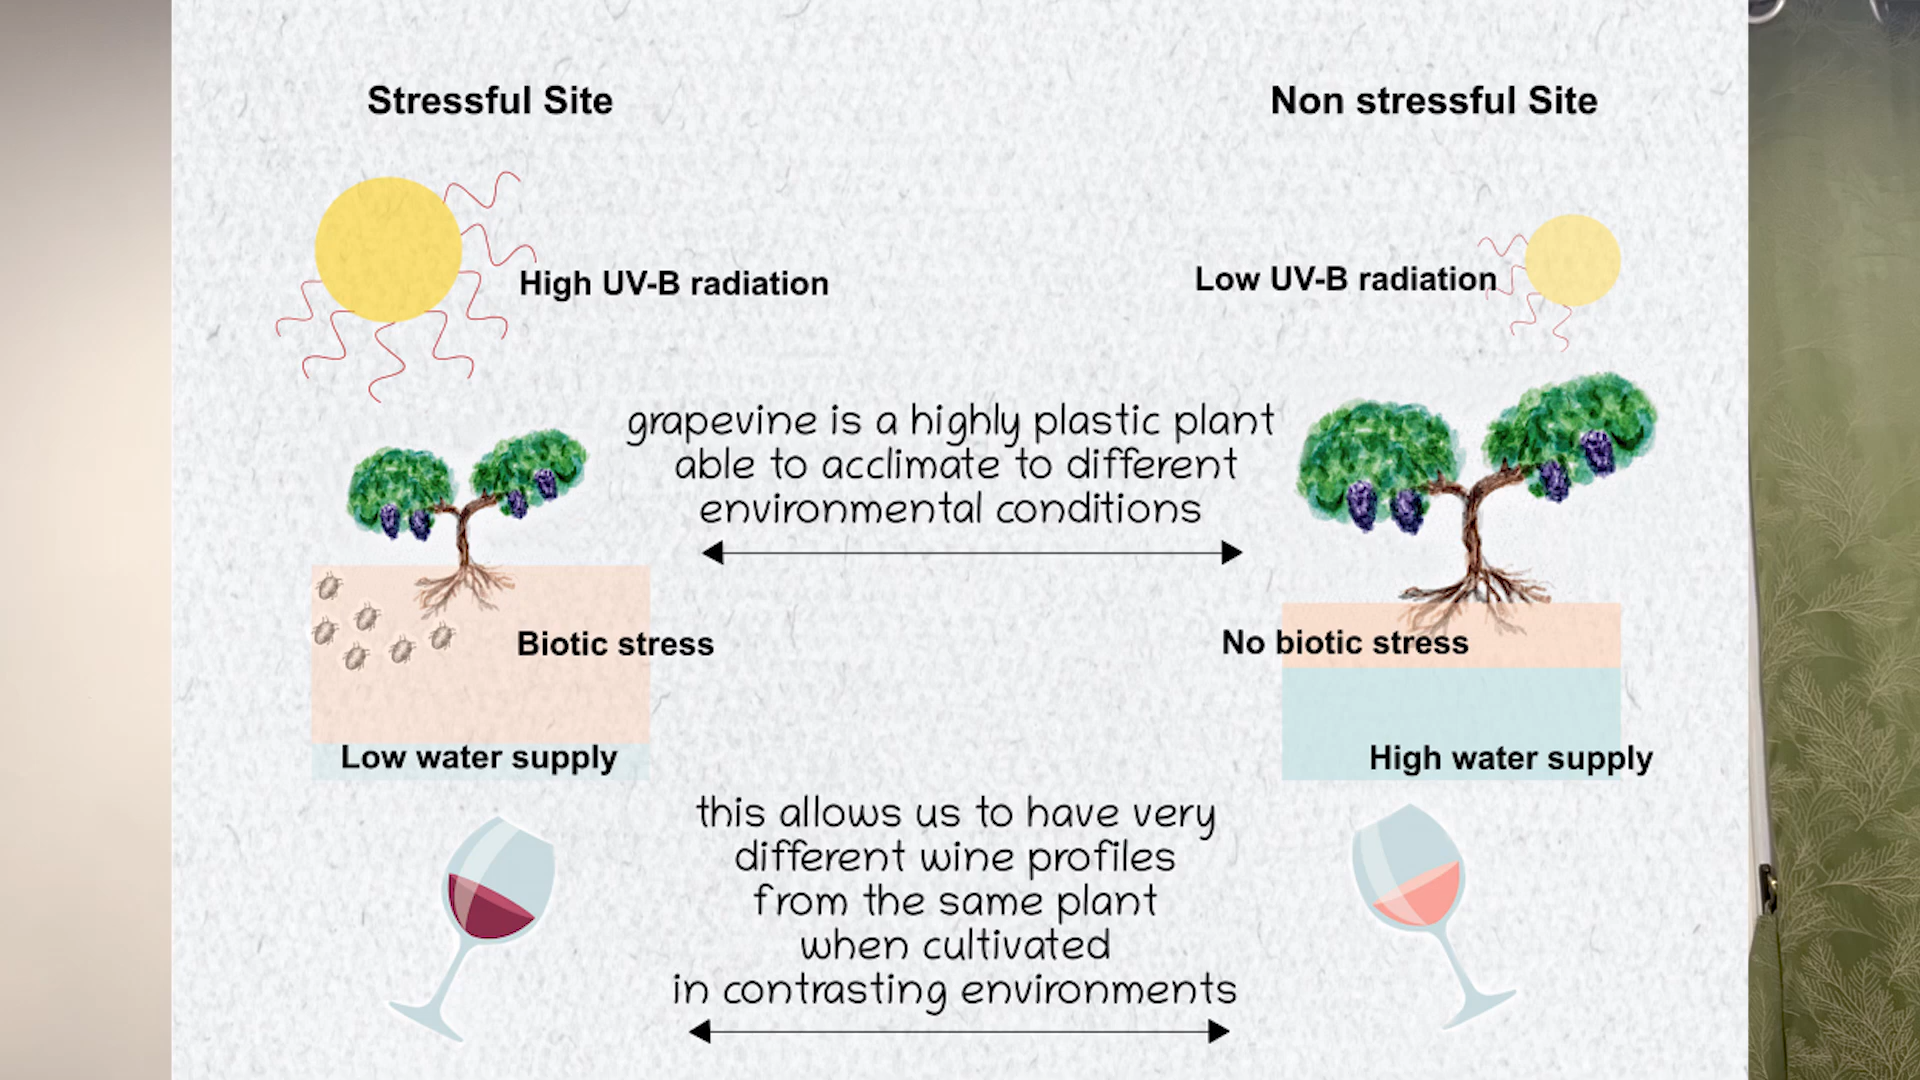 Stressful Site
Non stressful Site
High UV-B radiation
Low UV-B radiation
grapevine is a highly plastic plant
able to acclimate to different
environmental conditions
Biotic stress
No biotic stress
Low water supply
High water supply
this allows us to have very
different wine profiles
from the same plant
when cultivated
in contrasting environments